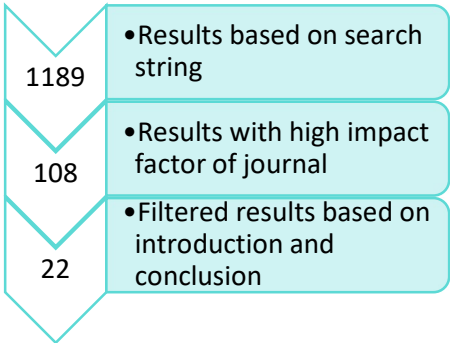 1189
•Results based on search
string
108
•Results with high impact
factor of journal
22
•Filtered results based on
introduction and
conclusion